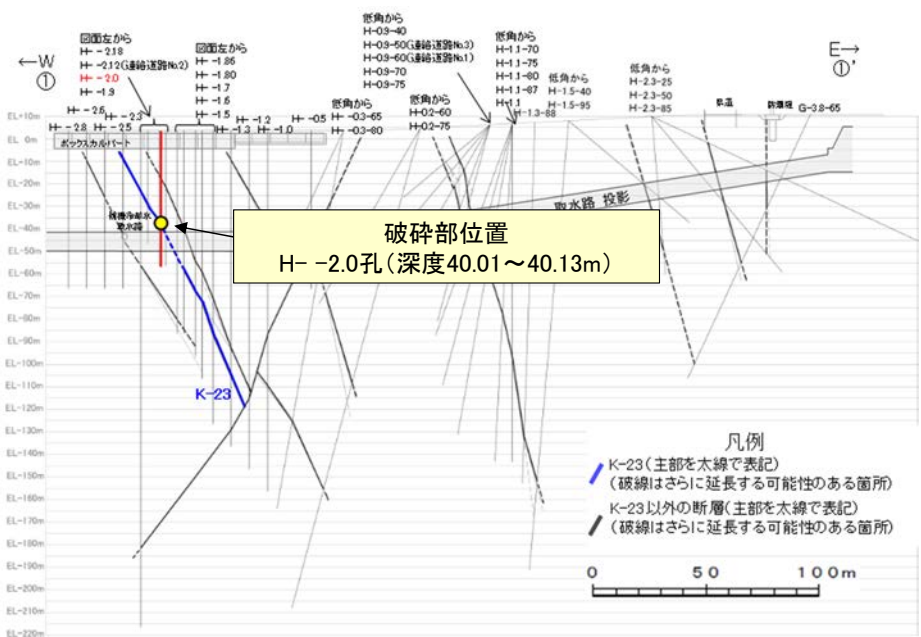 ←W
①
図面左から
H- -2.18
H- -2.12(連絡道路No.2)
H- -2.0
H- -1.9
図面左から
H- -1.86
H- -1.80
H- -1.7
H- -1.6
H- -1.5
低角から
H-0.9-40
H-0.9-50(連絡道路No.3)
H-0.9-60(連絡道路No.1)
H-0.9-70
H-0.9-75
低角から
H-1.1-70
H-1.1-75
H-1.1-80
H-1.1-87
H-1.1
低角から
H-1.5-40
H-1.5-95
H-1.3-88
低角から
H-2.3-25
H-2.3-50
H-2.3-85
E→
①'
鉄塔
防潮堤
G-3.8-65
H- -2.8
H- -2.6
H- -2.5
H- -2.3
H- -1.3
H- -1.2
H- -1.0
H- -0.5
低角から
H-0.3-65
H-0.3-80
低角から
H-0.2-60
H-0.2-75
EL+10m
EL 0m
EL-10m
EL-20m
EL-30m
EL-40m
EL-50m
EL-60m
EL-70m
EL-80m
EL-90m
EL-100m
EL-110m
EL-120m
EL-130m
EL-140m
EL-150m
EL-160m
EL-170m
EL-180m
EL-190m
EL-200m
EL-210m
EL-220m
ボックスカルバート
取水路
取水路 投影
破砕部位置
H- -2.0孔(深度40.01~40.13m)
K-23
凡例
K-23(主部を太線で表記)
(破線はさらに延長する可能性のある箇所)
K-23以外の断層(主部を太線で表記)
(破線はさらに延長する可能性のある箇所)
0 50 100m